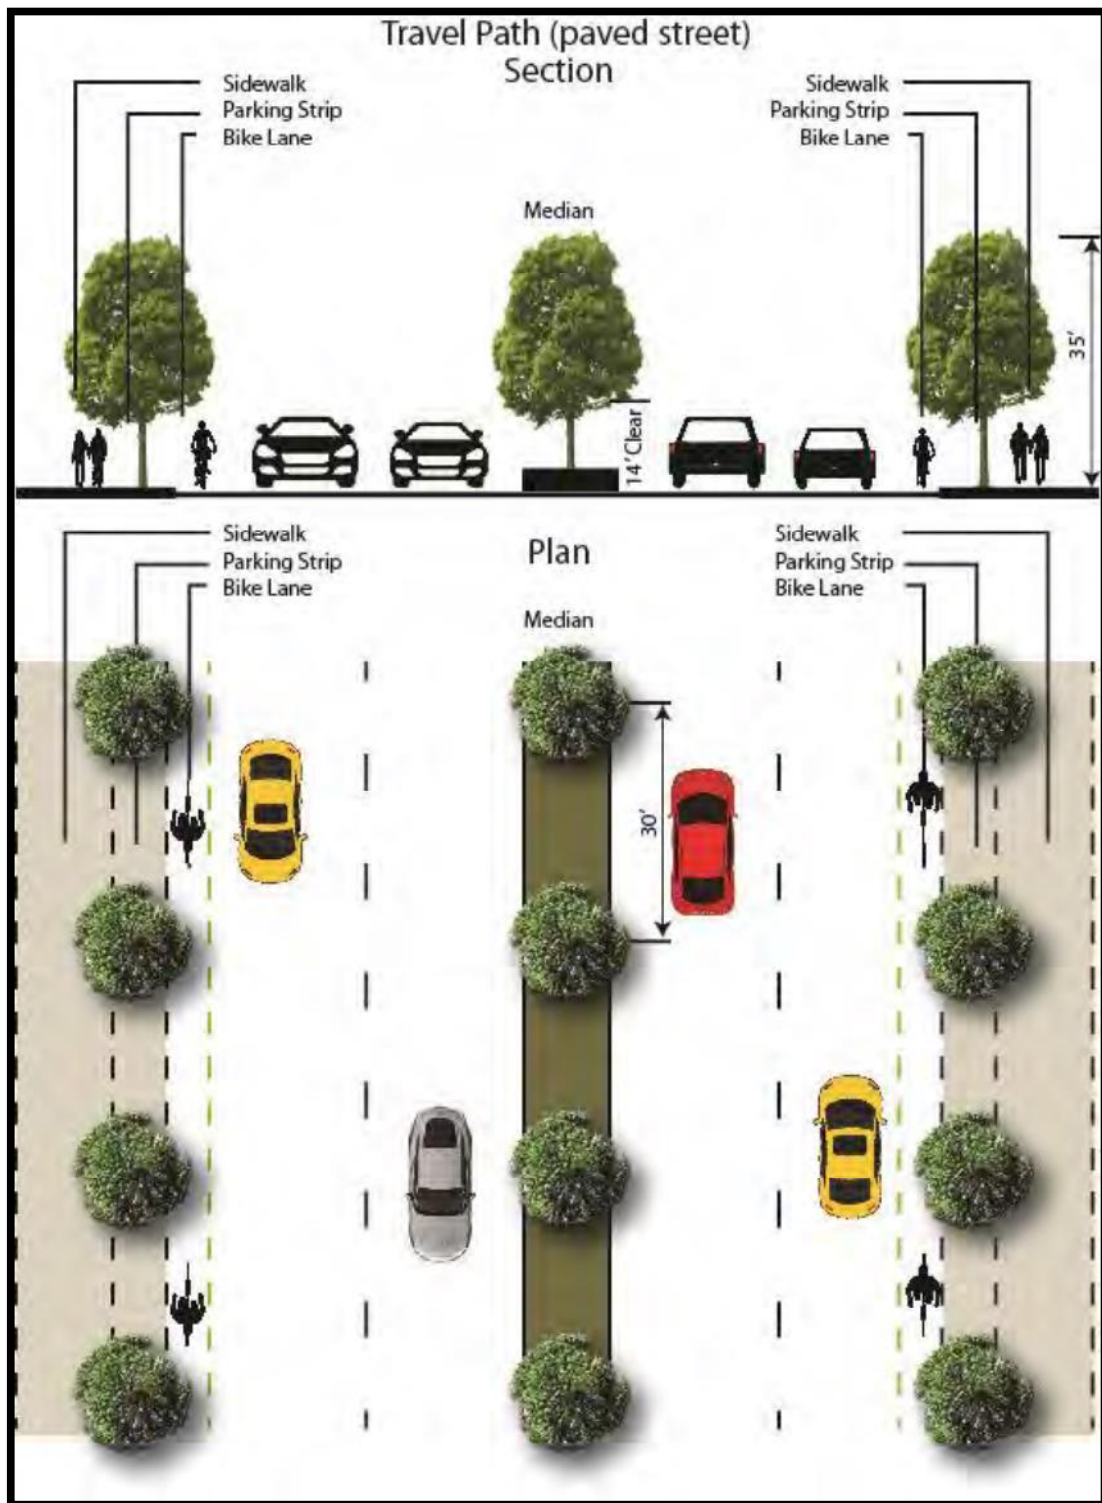 Travel Path (paved street)
Section
Sidewalk
Parking Strip
Bike Lane
Sidewalk
Parking Strip
Bike Lane
Median
35'
14' Clear
Sidewalk
Parking Strip
Bike Lane
Plan
Sidewalk
Parking Strip
Bike Lane
Median
30'